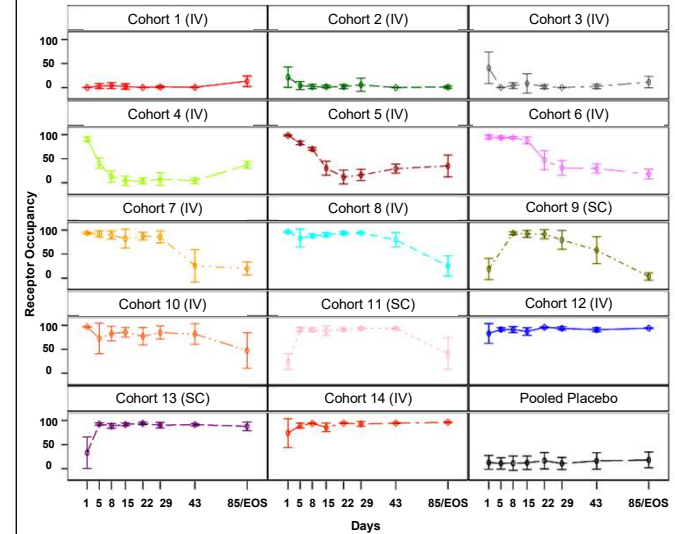 Cohort 1 (IV) Cohort 2 (IV) Cohort 3 (IV)
100
50
0
Cohort 4 (IV) Cohort 5 (IV) Cohort 6 (IV)
100
50
0
Cohort 7 (IV) Cohort 8 (IV) Cohort 9 (SC)
100
50
0
Cohort 10 (IV) Cohort 11 (SC) Cohort 12 (IV)
100
50
0
Cohort 13 (SC) Cohort 14 (IV) Pooled Placebo
100
50
0
1 5 8 15 22 29 43 85/EOS 1 5 8 15 22 29 43 85/EOS 1 5 8 15 22 29 43 85/EOS
Days
Receptor Occupancy